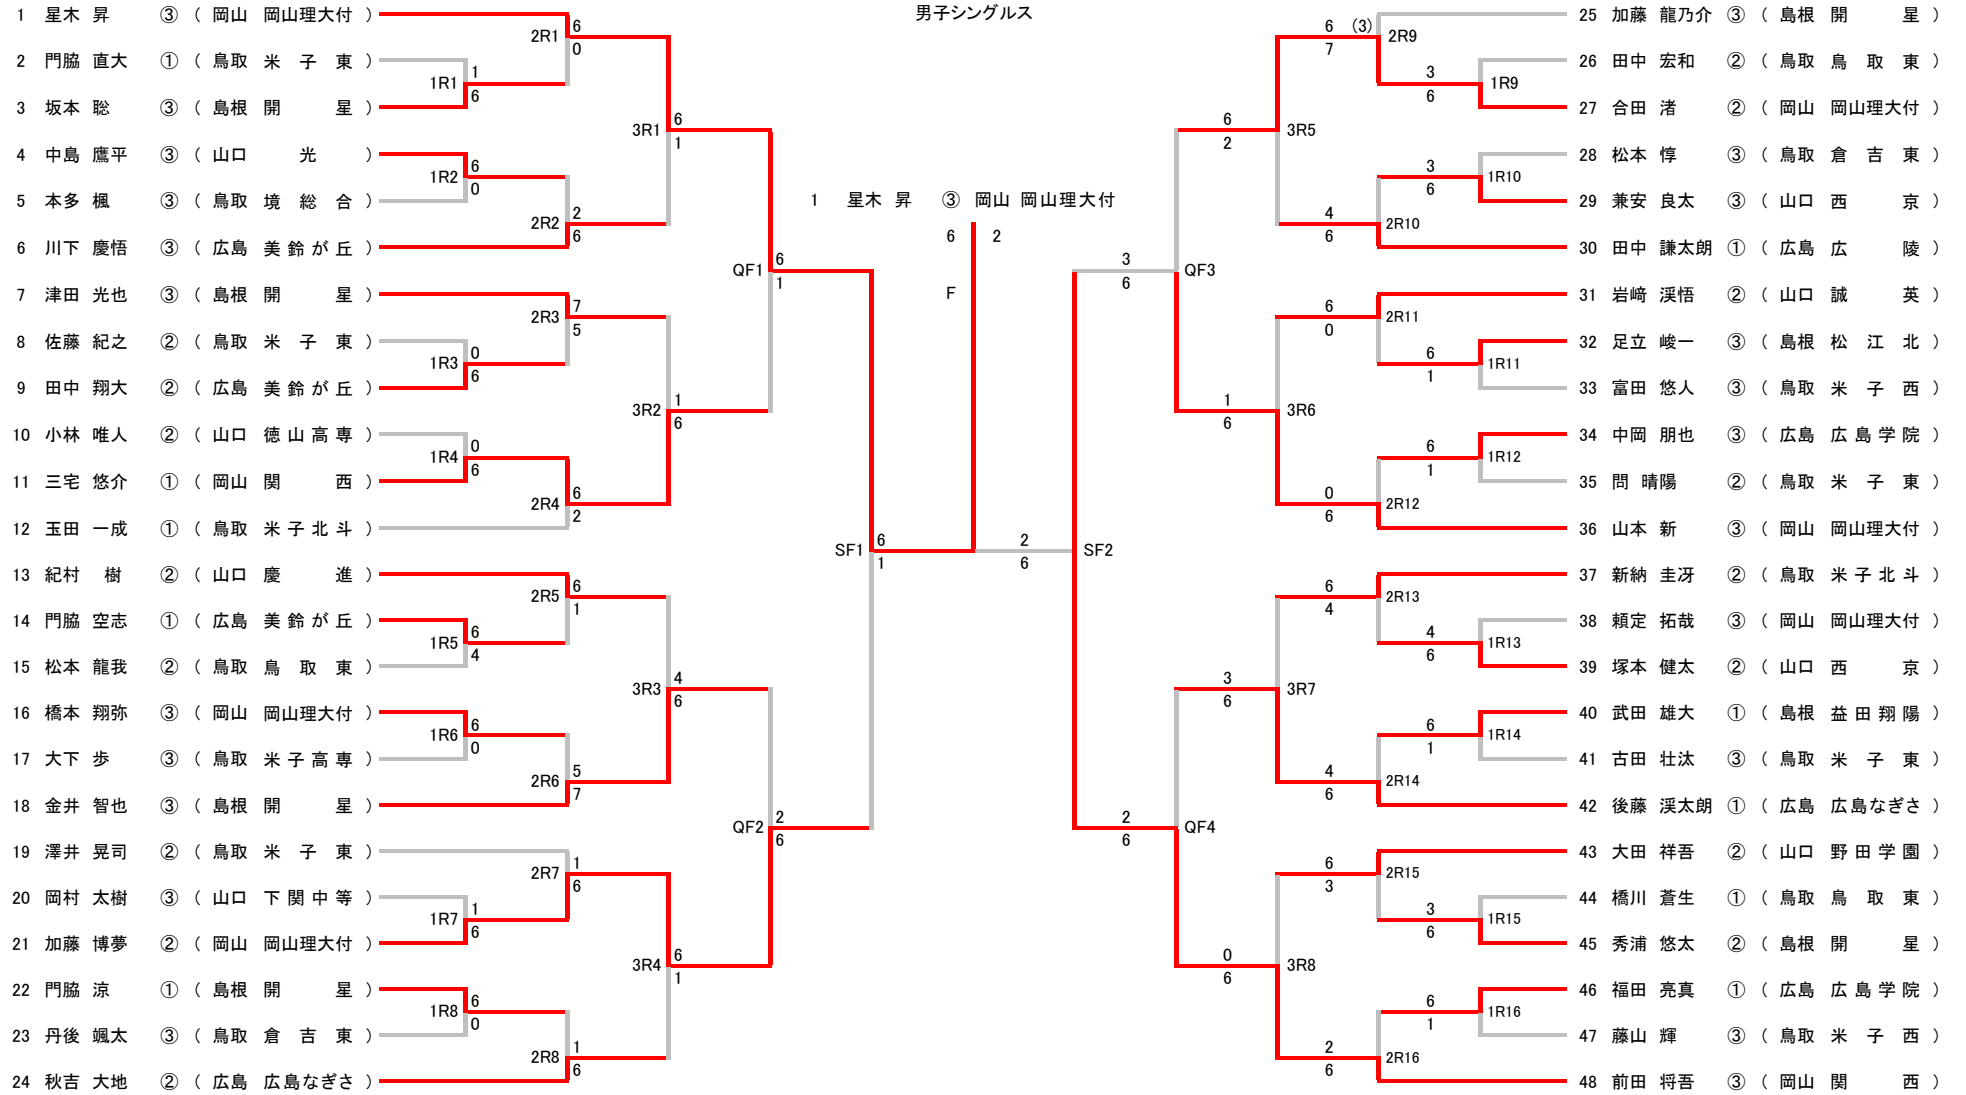 男子シングルス
1 星木 昇 ③ ( 岡山 岡山理大付 )
2 門脇 直大 ① ( 鳥取 米 子 東 )
3 坂本 聡 ③ ( 島根 開 星 )
4 中島 鷹平 ③ ( 山口 光 )
5 本多 楓 ③ ( 鳥取 境 総 合 )
6 川下 慶悟 ③ ( 広島 美 鈴 が 丘 )
7 津田 光也 ③ ( 島根 開 星 )
8 佐藤 紀之 ② ( 鳥取 米 子 東 )
9 田中 翔大 ② ( 広島 美 鈴 が 丘 )
10 小林 唯人 ② ( 山口 徳 山 高 専 )
11 三宅 悠介 ① ( 岡山 関 西 )
12 玉田 一成 ① ( 鳥取 米 子 北 斗 )
13 紀村 樹 ② ( 山口 慶 進 )
14 門脇 空志 ① ( 広島 美 鈴 が 丘 )
15 松本 龍我 ② ( 鳥取 鳥 取 東 )
16 橋本 翔弥 ③ ( 岡山 岡山理大付 )
17 大下 歩 ③ ( 鳥取 米 子 高 専 )
18 金井 智也 ③ ( 島根 開 星 )
19 澤井 晃司 ② ( 鳥取 米 子 東 )
20 岡村 太樹 ③ ( 山口 下 関 中 等 )
21 加藤 博夢 ② ( 岡山 岡山理大付 )
22 門脇 涼 ① ( 島根 開 星 )
23 丹後 颯太 ③ ( 鳥取 倉 吉 東 )
24 秋吉 大地 ② ( 広島 広島なぎさ )
1R1 1 6
1R2 6 0
1R3 0 6
1R4 0 6
1R5 6 4
1R6 6 0
1R7 1 6
1R8 6 0
2R1 6 0
2R2 2 6
2R3 7 5
2R4 6 2
2R5 6 1
2R6 5 7
2R7 1 6
2R8 1 6
3R1 6 1
3R2 1 6
3R3 4 6
3R4 6 1
QF1 6 1
QF2 2 6
SF1 6 1
1 星木 昇 ③ 岡山 岡山理大付
6 2
F
2 6 SF2
3 6 QF3
2 6 QF4
6 2 3R5
1 6 3R6
3 6 3R7
0 6 3R8
6 (3) 7 2R9
4 6 2R10
6 0 2R11
0 6 2R12
6 4 2R13
4 6 2R14
6 3 2R15
2 6 2R16
3 6 1R9
3 6 1R10
6 1 1R11
6 1 1R12
4 6 1R13
6 1 1R14
3 6 1R15
6 1 1R16
25 加藤 龍乃介 ③ ( 島根 開 星 )
26 田中 宏和 ② ( 鳥取 鳥 取 東 )
27 合田 渚 ② ( 岡山 岡山理大付 )
28 松本 惇 ③ ( 鳥取 倉 吉 東 )
29 兼安 良太 ③ ( 山口 西 京 )
30 田中 謙太朗 ① ( 広島 広 陵 )
31 岩﨑 渓悟 ② ( 山口 誠 英 )
32 足立 峻一 ③ ( 島根 松 江 北 )
33 富田 悠人 ③ ( 鳥取 米 子 西 )
34 中岡 朋也 ③ ( 広島 広 島 学 院 )
35 問 晴陽 ② ( 鳥取 米 子 東 )
36 山本 新 ③ ( 岡山 岡山理大付 )
37 新納 圭冴 ② ( 鳥取 米 子 北 斗 )
38 頼定 拓哉 ③ ( 岡山 岡山理大付 )
39 塚本 健太 ② ( 山口 西 京 )
40 武田 雄大 ① ( 島根 益 田 翔 陽 )
41 古田 壮汰 ③ ( 鳥取 米 子 東 )
42 後藤 渓太朗 ① ( 広島 広島なぎさ )
43 大田 祥吾 ② ( 山口 野 田 学 園 )
44 橋川 蒼生 ① ( 鳥取 鳥 取 東 )
45 秀浦 悠太 ② ( 島根 開 星 )
46 福田 亮真 ① ( 広島 広 島 学 院 )
47 藤山 輝 ③ ( 鳥取 米 子 西 )
48 前田 将吾 ③ ( 岡山 関 西 )